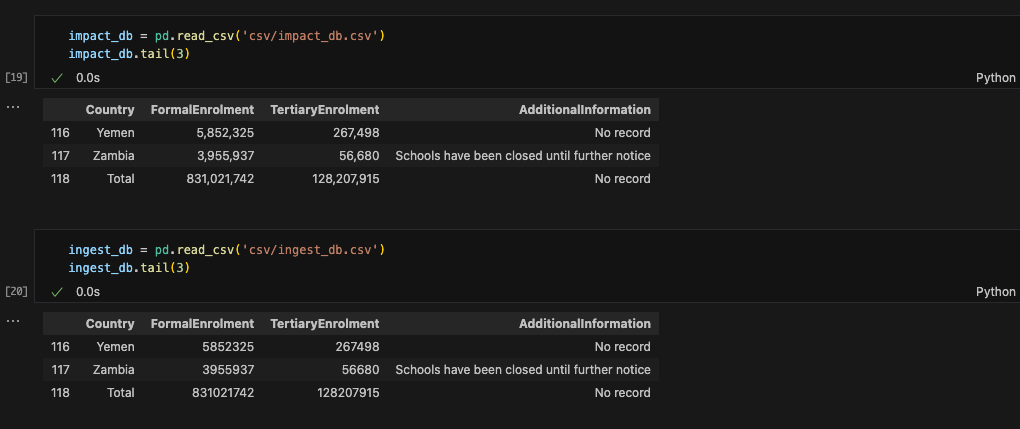 impact_db = pd.read_csv('csv/impact_db.csv')
impact_db.tail(3)
[19] ✓ 0.0s Python
...
Country FormalEnrolment TertiaryEnrolment AdditionalInformation
116 Yemen 5,852,325 267,498 No record
117 Zambia 3,955,937 56,680 Schools have been closed until further notice
118 Total 831,021,742 128,207,915 No record
ingest_db = pd.read_csv('csv/ingest_db.csv')
ingest_db.tail(3)
[20] ✓ 0.0s Python
...
Country FormalEnrolment TertiaryEnrolment AdditionalInformation
116 Yemen 5852325 267498 No record
117 Zambia 3955937 56680 Schools have been closed until further notice
118 Total 831021742 128207915 No record